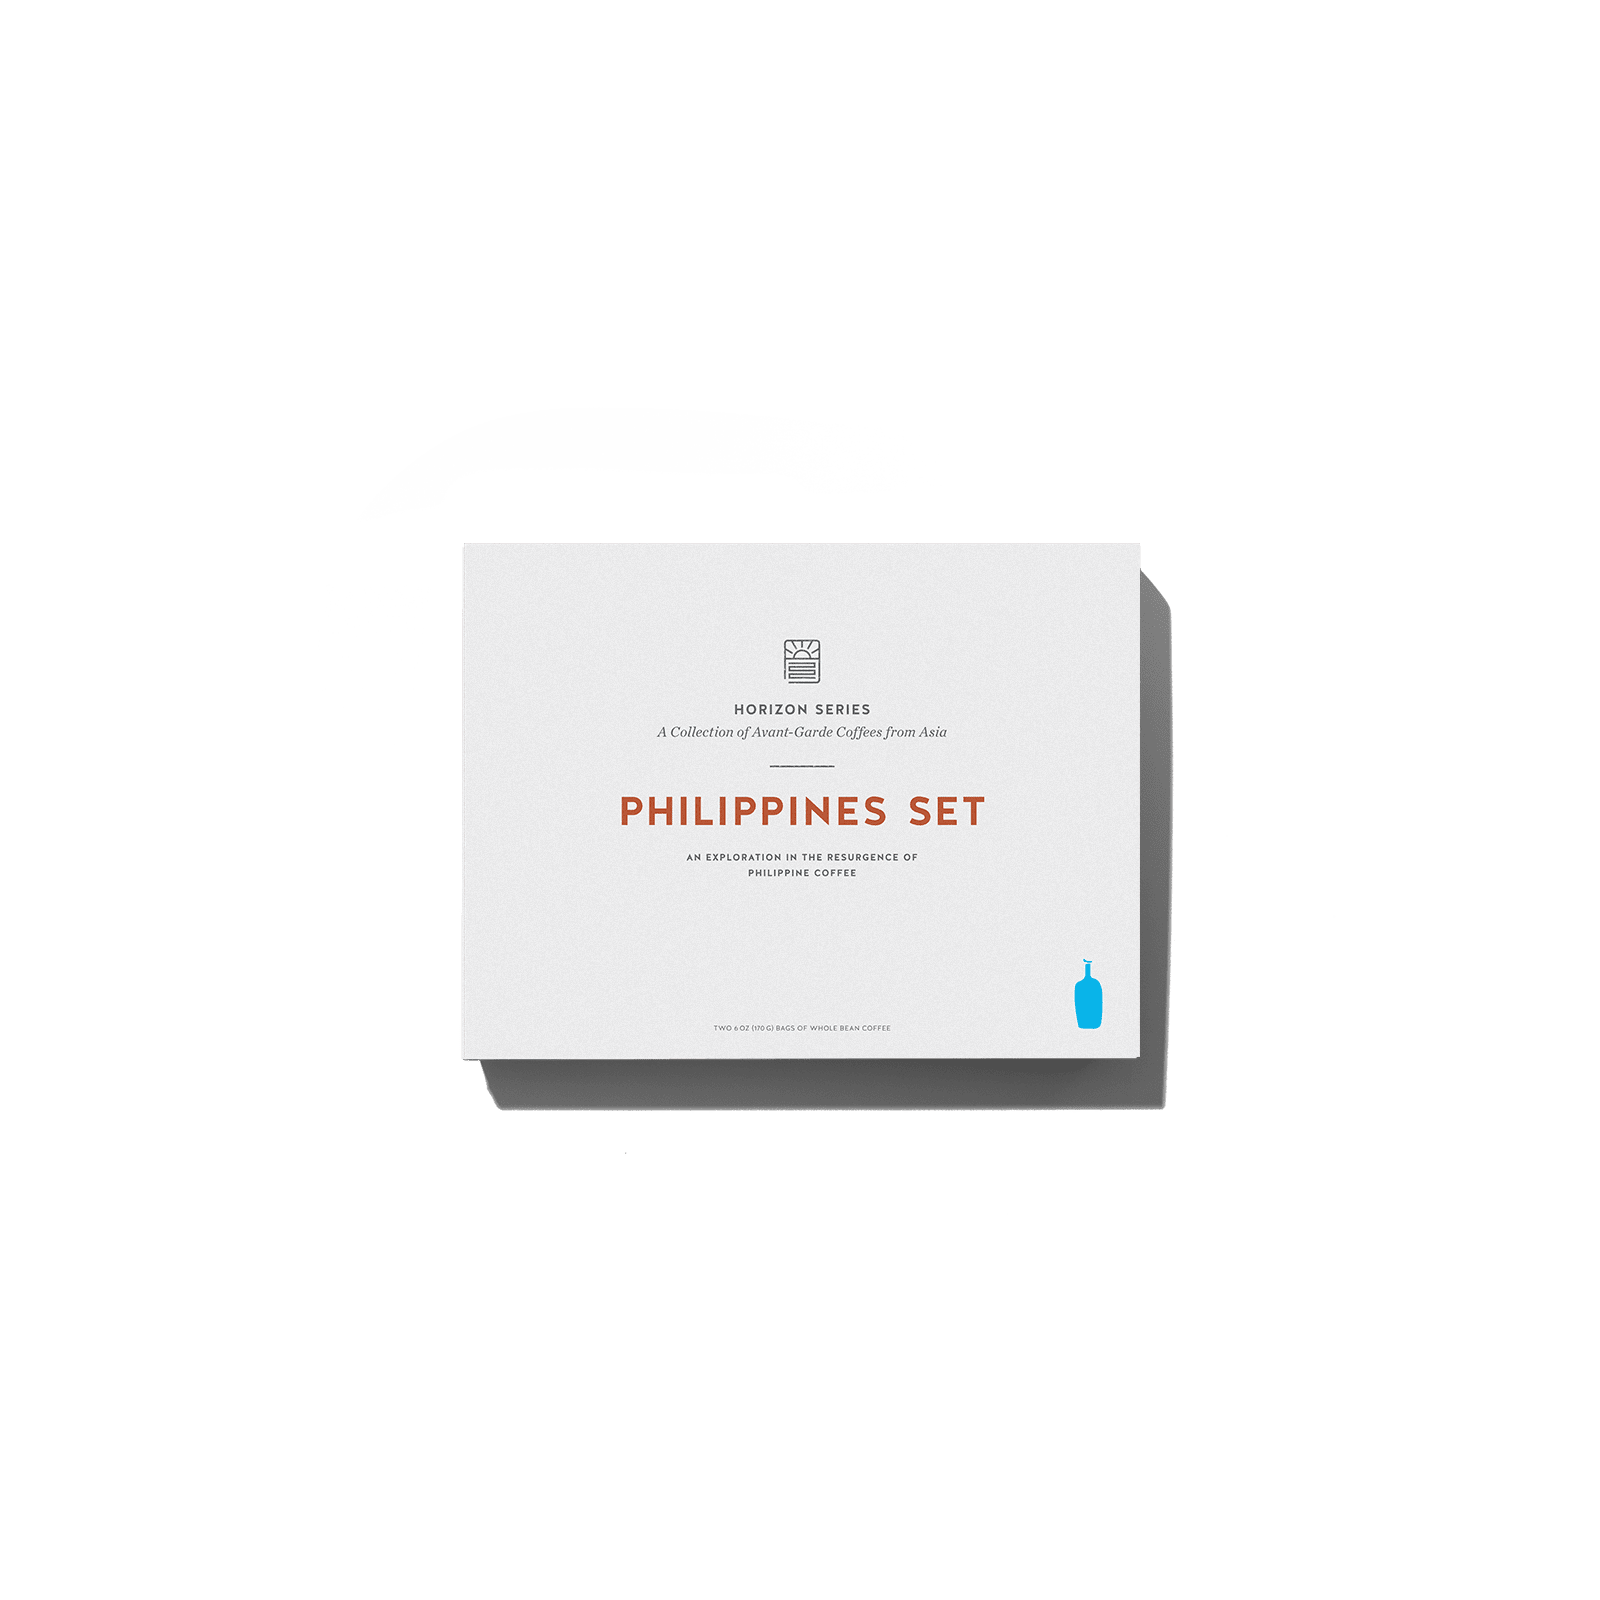 HORIZON SERIES
A Collection of Avant-Garde Coffees from Asia
PHILIPPINES SET
AN EXPLORATION IN THE RESURGENCE OF
PHILIPPINE COFFEE
TWO 6 OZ (170 G) BAGS OF WHOLE BEAN COFFEE